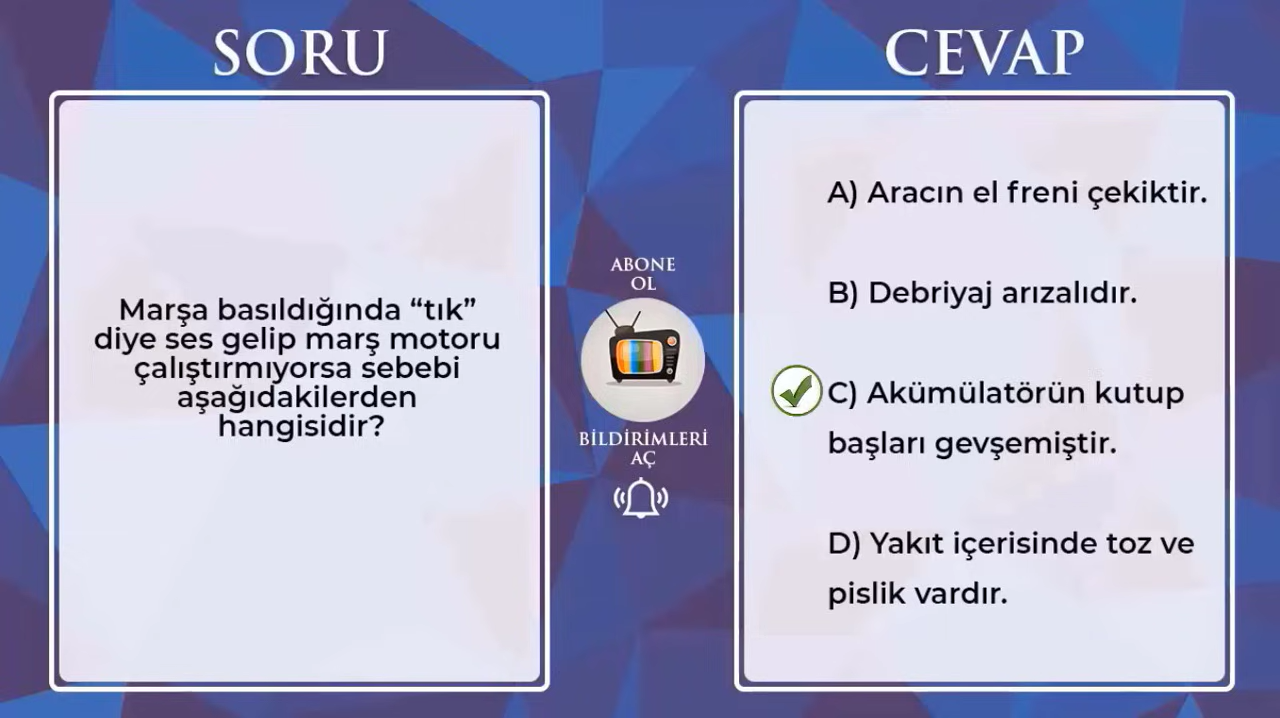 SORU
Marşa basıldığında “tık”
diye ses gelip marş motoru
çalıştırmıyorsa sebebi
aşağıdakilerden
hangisidir?
ABONE
OL
BİLDİRİMLERİ
AÇ
CEVAP
A) Aracın el freni çekiktir.
B) Debriyaj arızalıdır.
C) Akümülatörün kutup
başları gevşemiştir.
D) Yakıt içerisinde toz ve
pislik vardır.